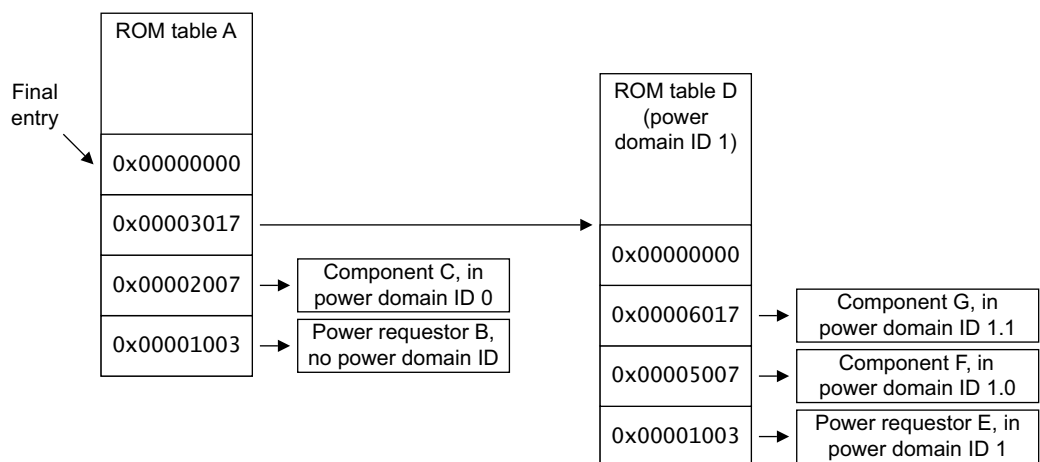 ROM table A
Final
entry
0x00000000
0x00003017
0x00002007
0x00001003
Component C, in
power domain ID 0
Power requestor B,
no power domain ID
ROM table D
(power
domain ID 1)
0x00000000
0x00006017
0x00005007
0x00001003
Component G, in
power domain ID 1.1
Component F, in
power domain ID 1.0
Power requestor E, in
power domain ID 1